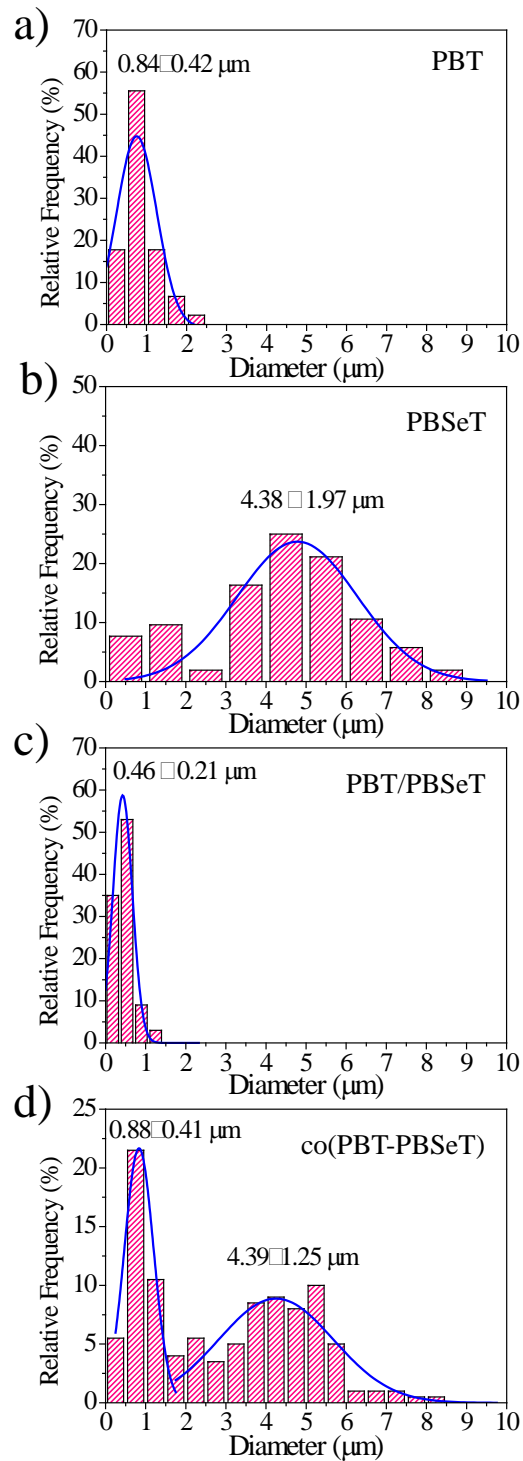 a)
70
60
50
40
30
20
10
0
Relative Frequency (%)
0.84□0.42 μm
PBT
0 1 2 3 4 5 6 7 8 9 10
Diameter (μm)
b)
50
40
30
20
10
0
Relative Frequency (%)
PBSeT
4.38□1.97 μm
0 1 2 3 4 5 6 7 8 9 10
Diameter (μm)
c)
70
60
50
40
30
20
10
0
Relative Frequency (%)
0.46□0.21 μm
PBT/PBSeT
0 1 2 3 4 5 6 7 8 9 10
Diameter (μm)
d)
25
20
15
10
5
0
Relative Frequency (%)
0.88□0.41 μm
co(PBT-PBSeT)
4.39□1.25 μm
0 1 2 3 4 5 6 7 8 9 10
Diameter (μm)